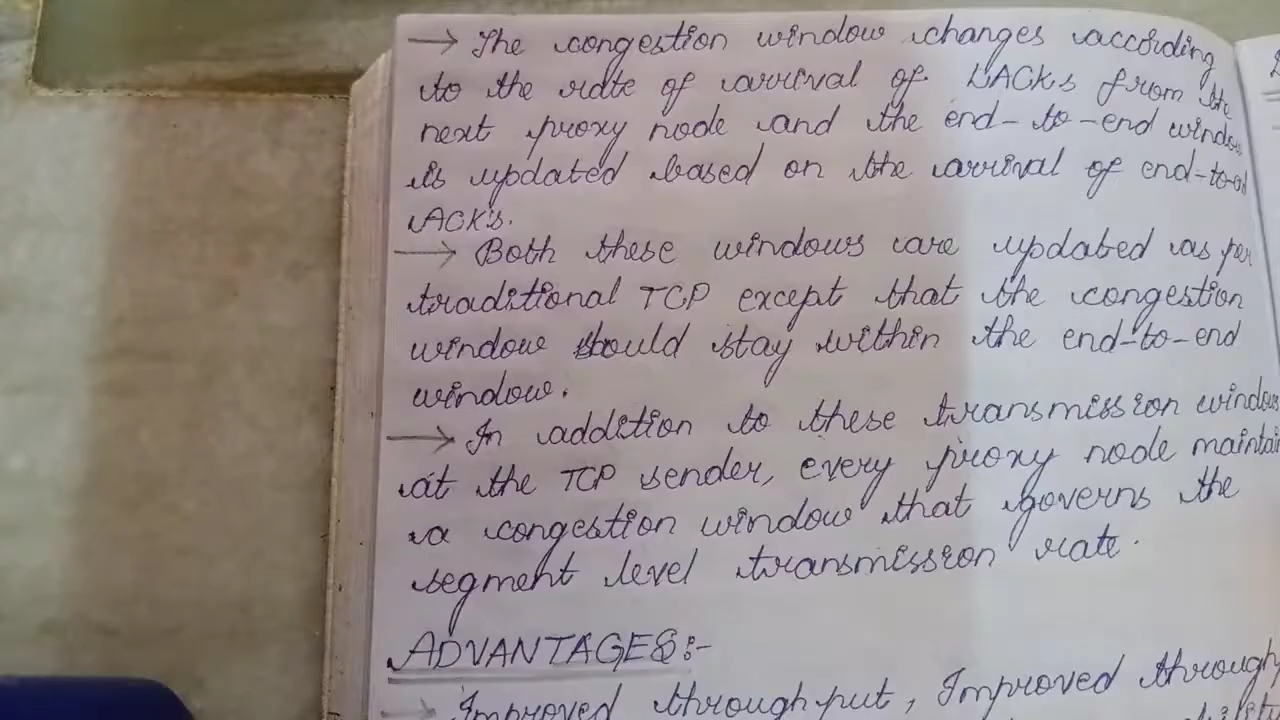 → The congestion window changes according
to the rate of arrival of LACKs from the
next proxy node and the end-to-end window
is updated based on the arrival of end-to-end
ACK's.
→ Both these windows are updated as per
traditional TCP except that the congestion
window should stay within the end-to-end
window.
→ In addition to these transmission windows
at the TCP sender, every proxy node maintai
a congestion window that governs the
segment level transmission rate.
ADVANTAGES:-
→ Improved throughput, Improved through